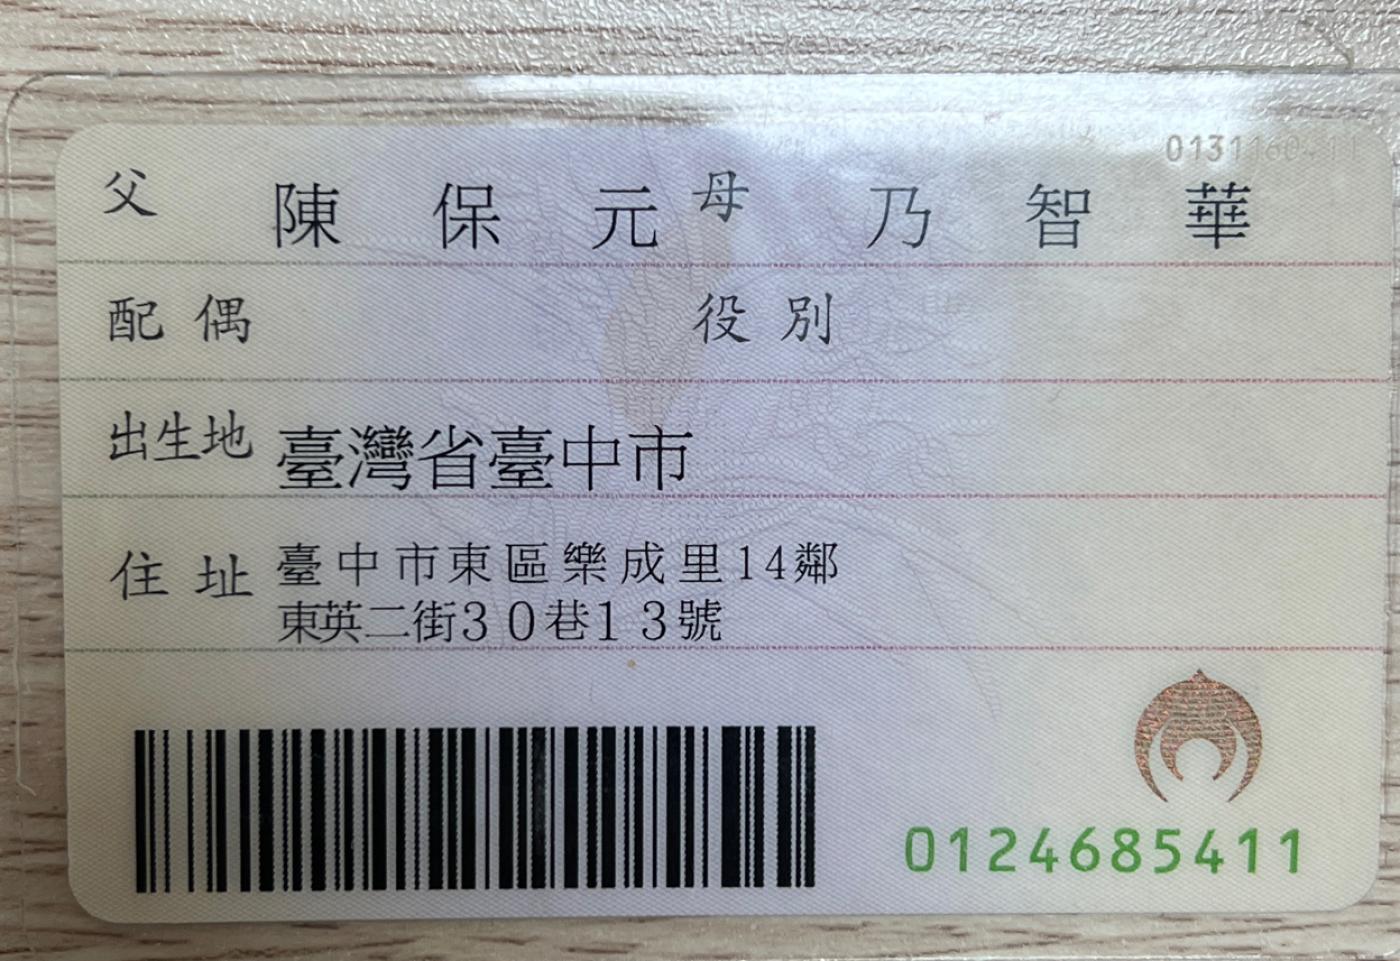 0131160411
父 陳保元 母 乃智華
配偶 役別
出生地 臺灣省臺中市
住址 臺中市東區樂成里14鄰
東英二街30巷13號
0124685411